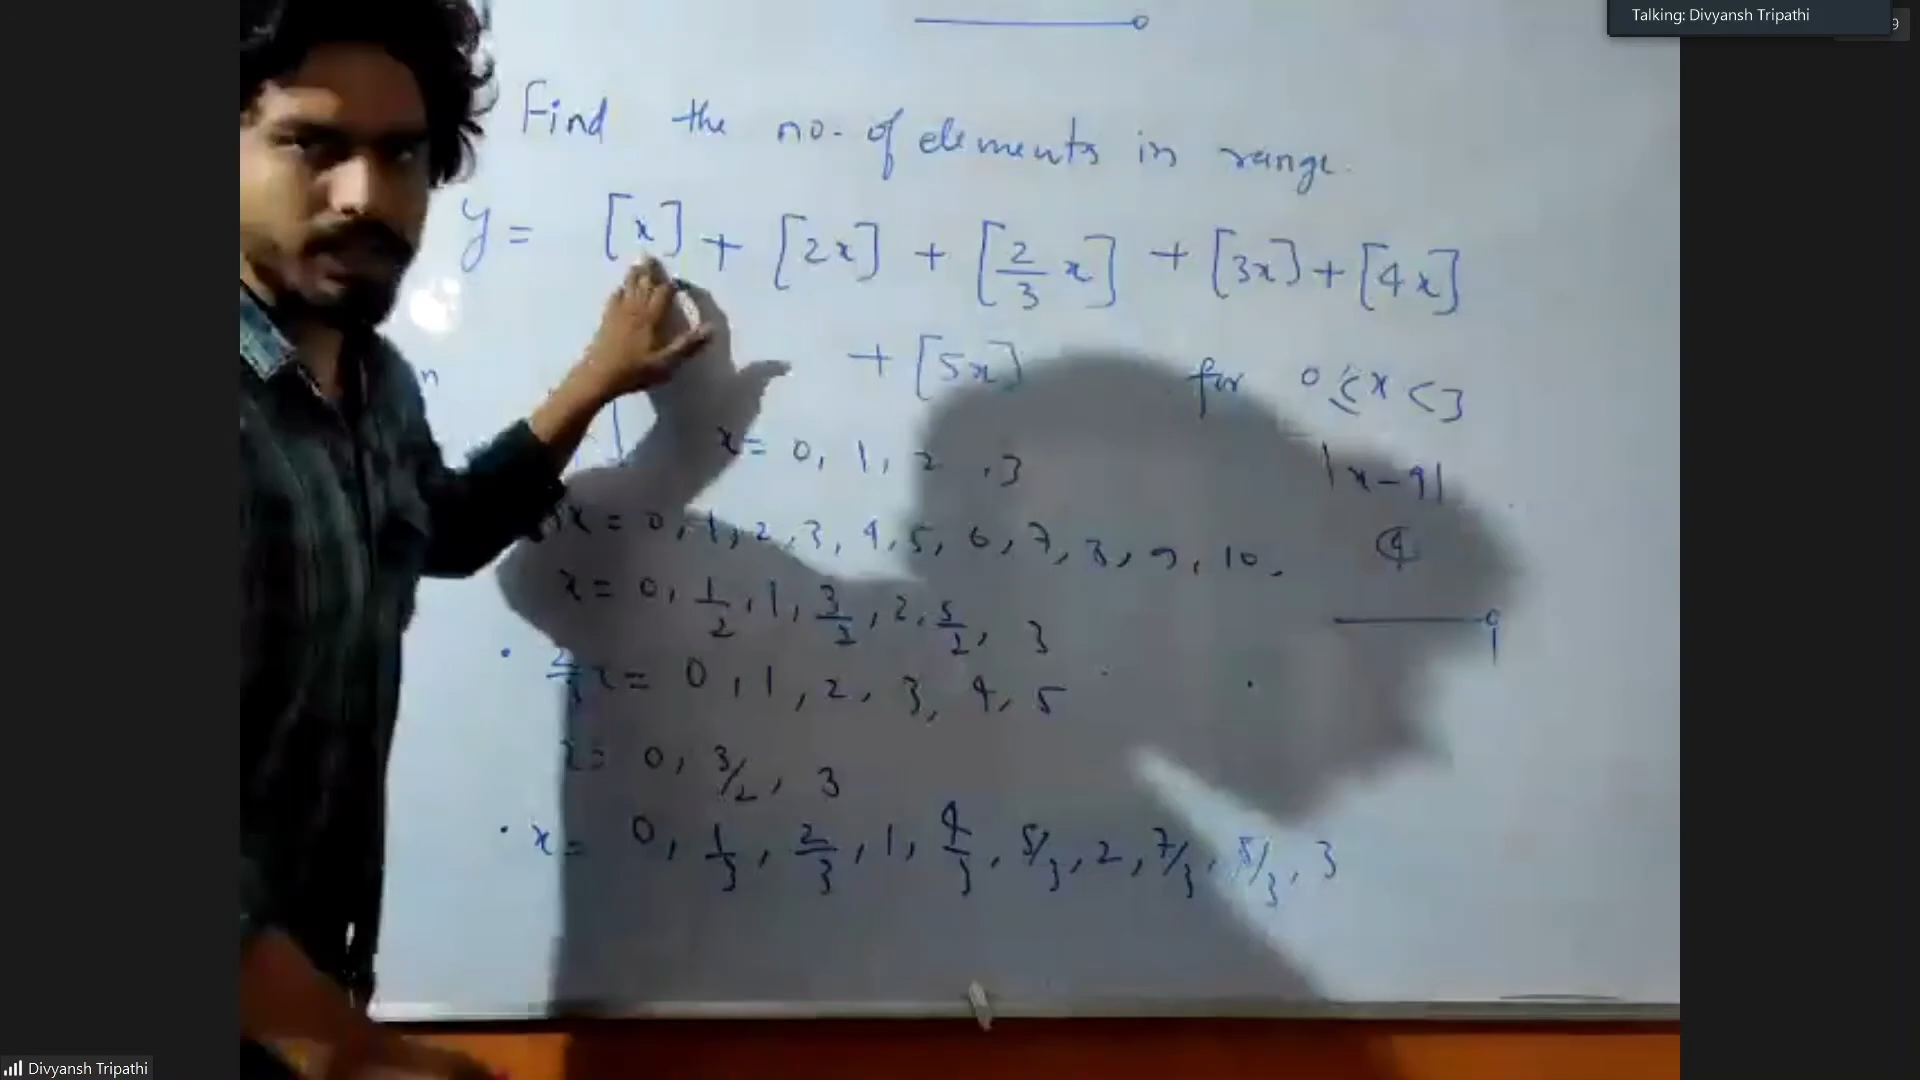 Talking: Divyansh Tripathi
9
Find the no. of elements in range.
y = [x] + [2x] + [2/3 x] + [3x] + [4x]
+ [5x] for 0 ≤ x < 3
n
x = 0, 1, 2, 3
|x-9|
x = 0, 1, 2, 3, 4, 5, 6, 7, 8, 9, 10,
x = 0, 1/2, 1, 3/2, 2, 5/2, 3
1
2/3 x = 0, 1, 2, 3, 4, 5
x = 0, 3/2, 3
• x = 0, 1/3, 2/3, 1, 4/3, 5/3, 2, 7/3, 8/3, 3
Divyansh Tripathi